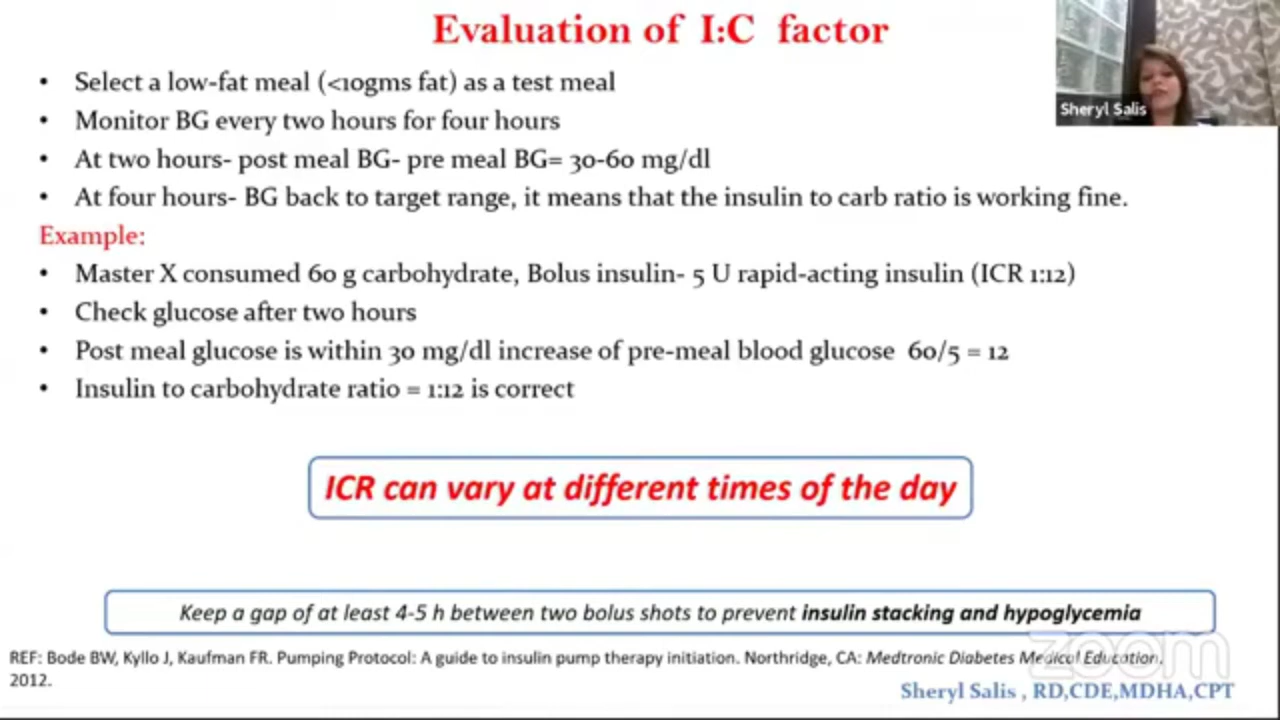 Evaluation of I:C factor
Sheryl Salis
• Select a low-fat meal (<10gms fat) as a test meal
• Monitor BG every two hours for four hours
• At two hours- post meal BG- pre meal BG= 30-60 mg/dl
• At four hours- BG back to target range, it means that the insulin to carb ratio is working fine.
Example:
• Master X consumed 60 g carbohydrate, Bolus insulin- 5 U rapid-acting insulin (ICR 1:12)
• Check glucose after two hours
• Post meal glucose is within 30 mg/dl increase of pre-meal blood glucose 60/5 = 12
• Insulin to carbohydrate ratio = 1:12 is correct
ICR can vary at different times of the day
Keep a gap of at least 4-5 h between two bolus shots to prevent insulin stacking and hypoglycemia
REF: Bode BW, Kyllo J, Kaufman FR. Pumping Protocol: A guide to insulin pump therapy initiation. Northridge, CA: Medtronic Diabetes Medical Education,
2012.
zoom
Sheryl Salis , RD,CDE,MDHA,CPT